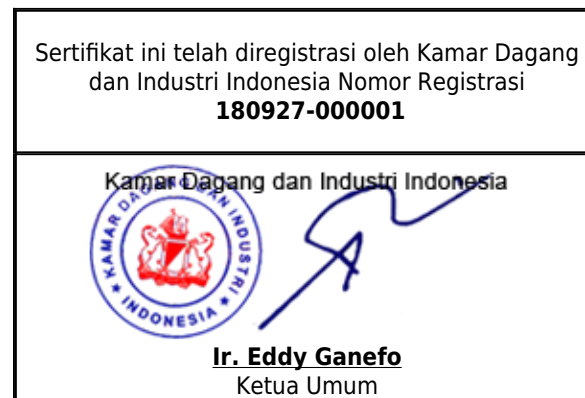 Sertifikat ini telah diregistrasi oleh Kamar Dagang
dan Industri Indonesia Nomor Registrasi
180927-000001
Kamar Dagang dan Industri Indonesia
KAMAR DAGANG DAN INDUSTRI
INDONESIA
Ir. Eddy Ganefo
Ketua Umum